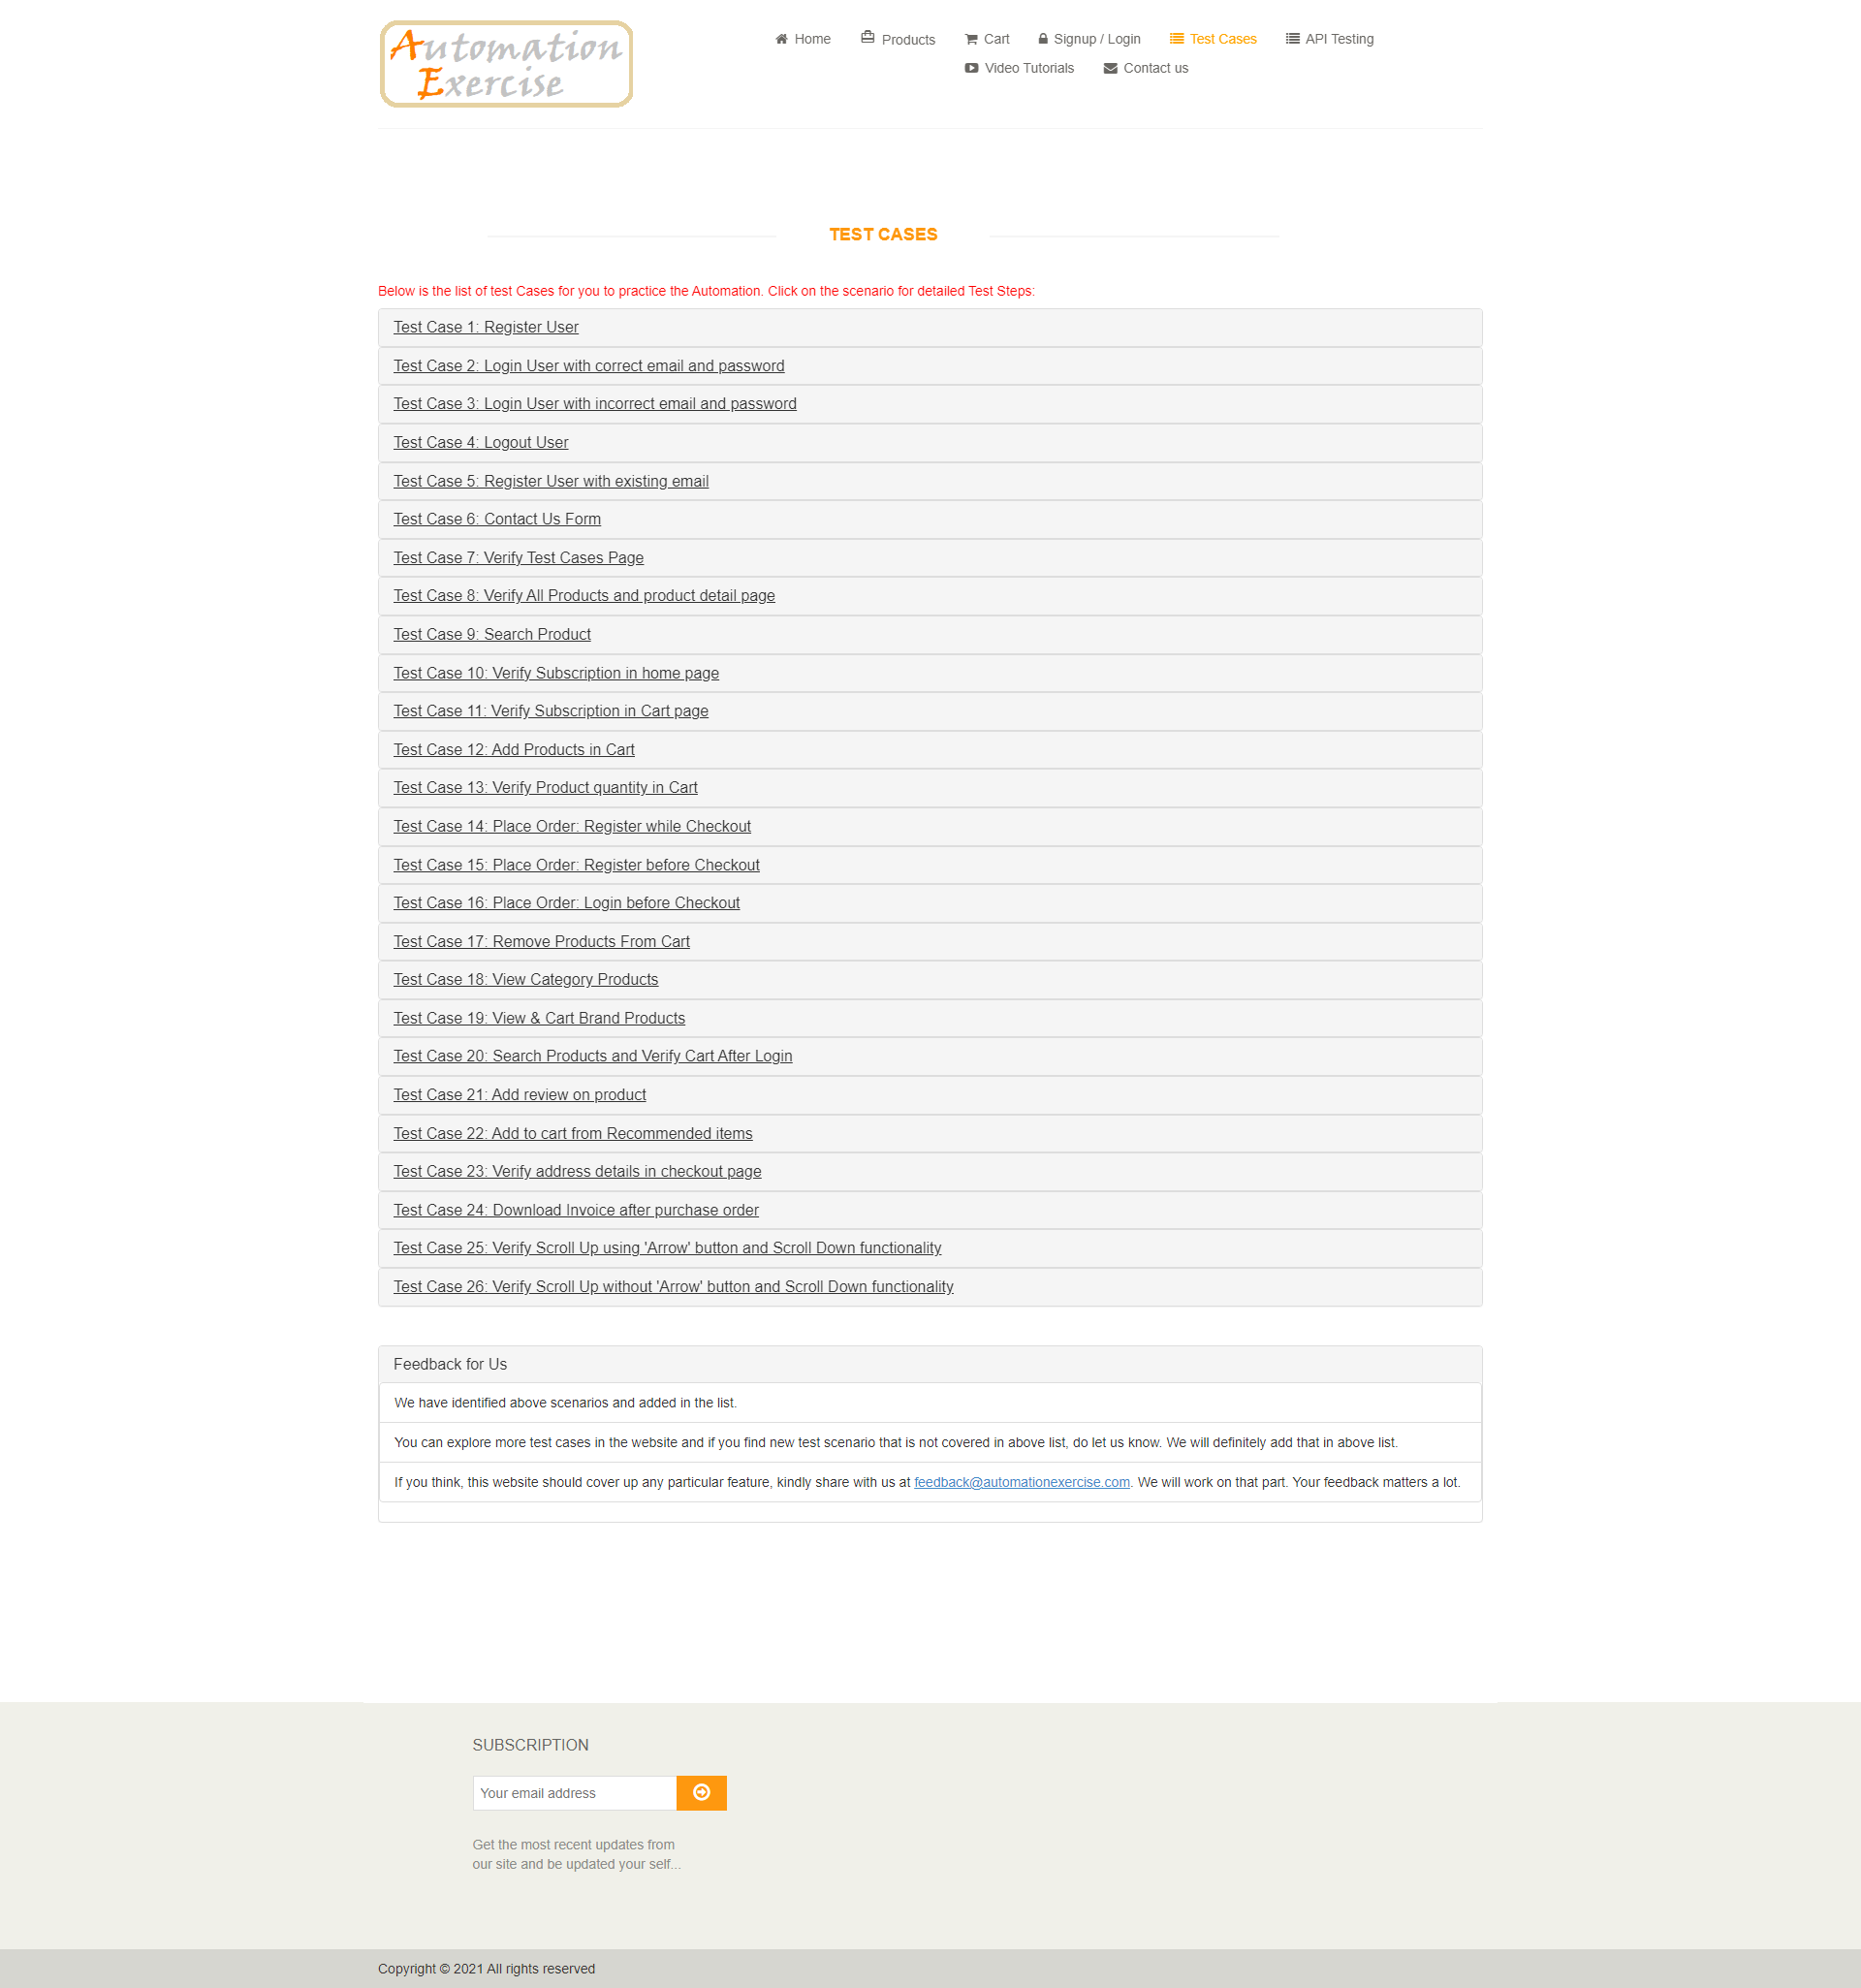 Automation
Exercise
Home Products Cart Signup / Login Test Cases API Testing
Video Tutorials Contact us
TEST CASES
Below is the list of test Cases for you to practice the Automation. Click on the scenario for detailed Test Steps:
Test Case 1: Register User
Test Case 2: Login User with correct email and password
Test Case 3: Login User with incorrect email and password
Test Case 4: Logout User
Test Case 5: Register User with existing email
Test Case 6: Contact Us Form
Test Case 7: Verify Test Cases Page
Test Case 8: Verify All Products and product detail page
Test Case 9: Search Product
Test Case 10: Verify Subscription in home page
Test Case 11: Verify Subscription in Cart page
Test Case 12: Add Products in Cart
Test Case 13: Verify Product quantity in Cart
Test Case 14: Place Order: Register while Checkout
Test Case 15: Place Order: Register before Checkout
Test Case 16: Place Order: Login before Checkout
Test Case 17: Remove Products From Cart
Test Case 18: View Category Products
Test Case 19: View & Cart Brand Products
Test Case 20: Search Products and Verify Cart After Login
Test Case 21: Add review on product
Test Case 22: Add to cart from Recommended items
Test Case 23: Verify address details in checkout page
Test Case 24: Download Invoice after purchase order
Test Case 25: Verify Scroll Up using 'Arrow' button and Scroll Down functionality
Test Case 26: Verify Scroll Up without 'Arrow' button and Scroll Down functionality
Feedback for Us
We have identified above scenarios and added in the list.
You can explore more test cases in the website and if you find new test scenario that is not covered in above list, do let us know. We will definitely add that in above list.
If you think, this website should cover up any particular feature, kindly share with us at feedback@automationexercise.com. We will work on that part. Your feedback matters a lot.
SUBSCRIPTION
Your email address
Get the most recent updates from
our site and be updated your self...
Copyright © 2021 All rights reserved